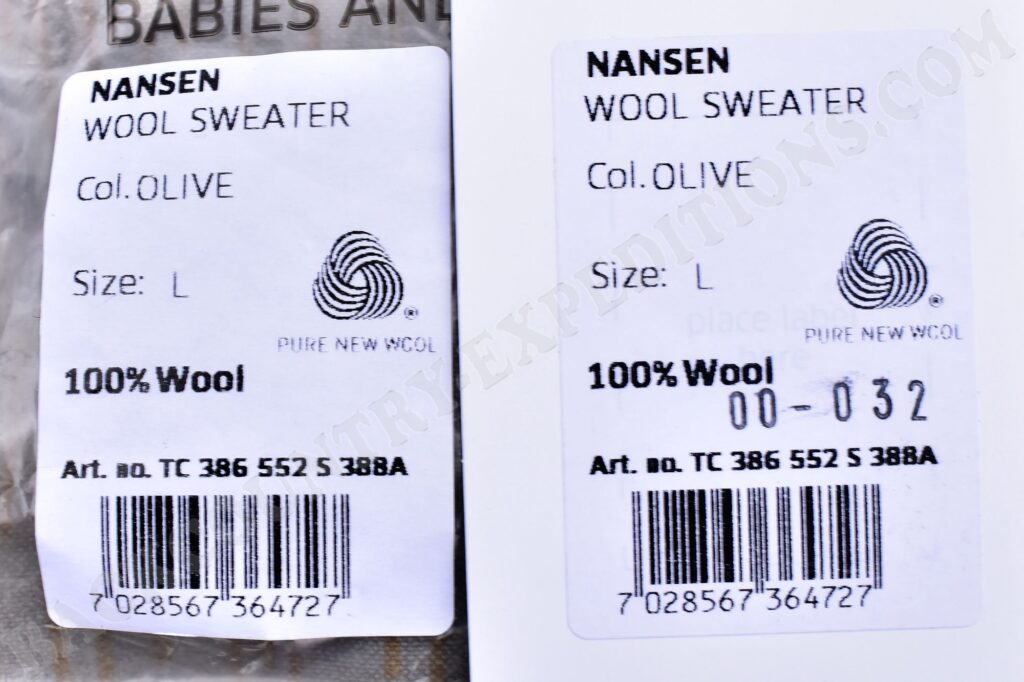 BABIES AND
NANSEN
WOOL SWEATER
Col. OLIVE
Size: L
®
PURE NEW WOOL
100% Wool
Art. no. TC 386 552 S 388A
7 028567 364727
NANSEN
WOOL SWEATER
Col. OLIVE
Size: L
®
place label
here
PURE NEW WOOL
100% Wool
00-032
Art. no. TC 386 552 S 388A
7 028567 364727
COUNTRY-EXPEDITIONS.COM